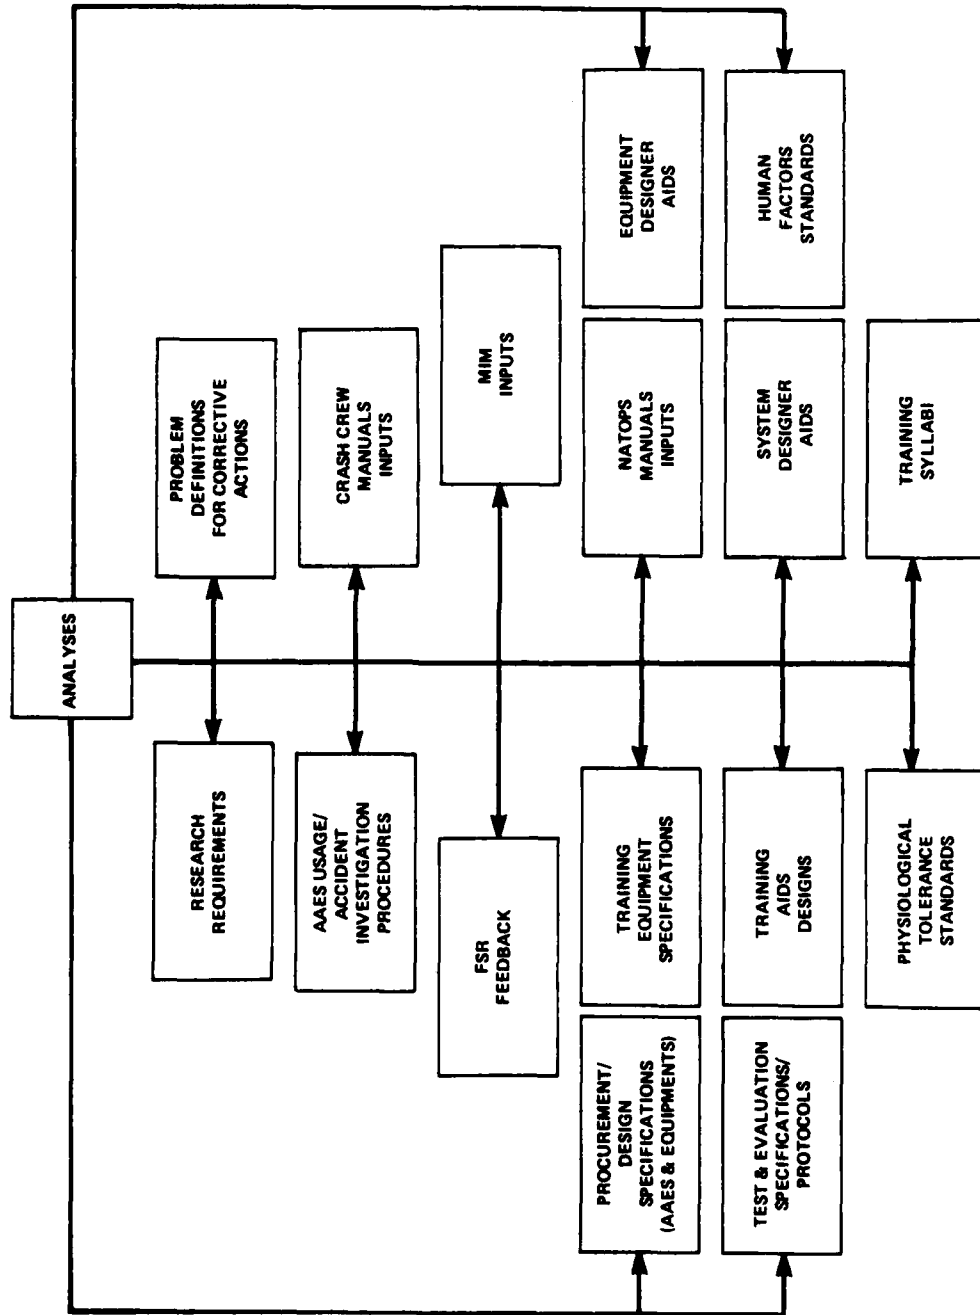 ANALYSES
RESEARCH
REQUIREMENTS
PROBLEM
DEFINITIONS
FOR CORRECTIVE
ACTIONS
AAES USAGE/
ACCIDENT
INVESTIGATION
PROCEDURES
CRASH CREW
MANUALS
INPUTS
FSR
FEEDBACK
MIM
INPUTS
PROCUREMENT/
DESIGN
SPECIFICATIONS
(AAES & EQUIPMENTS)
TRAINING
EQUIPMENT
SPECIFICATIONS
NATOPS
MANUALS
INPUTS
EQUIPMENT
DESIGNER
AIDS
TEST & EVALUATION
SPECIFICATIONS/
PROTOCOLS
TRAINING
AIDS
DESIGNS
SYSTEM
DESIGNER
AIDS
HUMAN
FACTORS
STANDARDS
PHYSIOLOGICAL
TOLERANCE
STANDARDS
TRAINING
SYLLABI